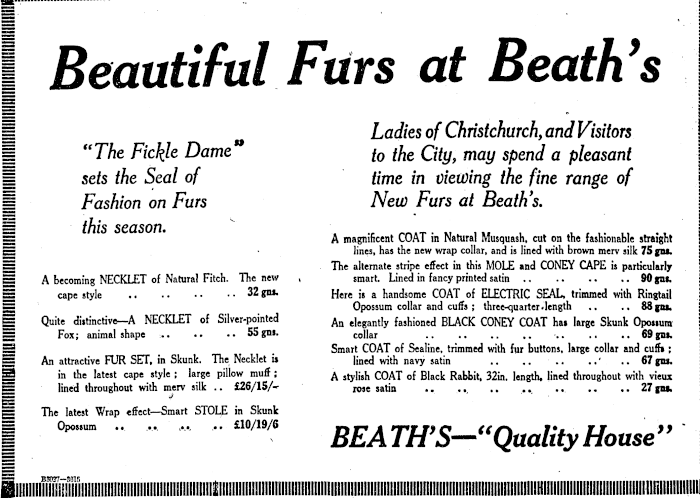 Beautiful Furs at Beath's
"The Fickle Dame"
sets the Seal of
Fashion on Furs
this season.
A becoming NECKLET of Natural Fitch. The new
cape style .. .. .. .. 32 gns.
Quite distinctive—A NECKLET of Silver-pointed
Fox; animal shape .. .. .. 55 gns.
An attractive FUR SET, in Skunk. The Necklet is
in the latest cape style; large pillow muff;
lined throughout with merv silk .. £26/15/-
The latest Wrap effect—Smart STOLE in Skunk
Opossum .. .. .. .. £10/19/6
Ladies of Christchurch, and Visitors
to the City, may spend a pleasant
time in viewing the fine range of
New Furs at Beath's.
A magnificent COAT in Natural Musquash, cut on the fashionable straight
lines, has the new wrap collar, and is lined with brown merv silk 75 gns.
The alternate stripe effect in this MOLE and CONEY CAPE is particularly
smart. Lined in fancy printed satin .. .. .. 90 gns.
Here is a handsome COAT of ELECTRIC SEAL, trimmed with Ringtail
Opossum collar and cuffs; three-quarter-length .. .. 88 gns.
An elegantly fashioned BLACK CONEY COAT has large Skunk Opossum
collar .. .. .. .. .. .. .. 69 gns.
Smart COAT of Sealine, trimmed with fur buttons, large collar and cuffs;
lined with navy satin .. .. .. .. .. 67 gns.
A stylish COAT of Black Rabbit, 32in. length, lined throughout with vieux
rose satin .. .. .. .. .. .. 27 gns.
BEATH'S—"Quality House"